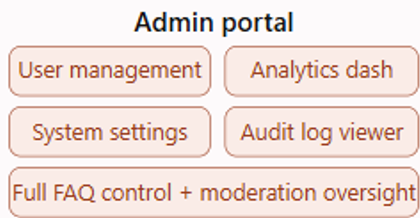 Admin portal
User management
Analytics dash
System settings
Audit log viewer
Full FAQ control + moderation oversight